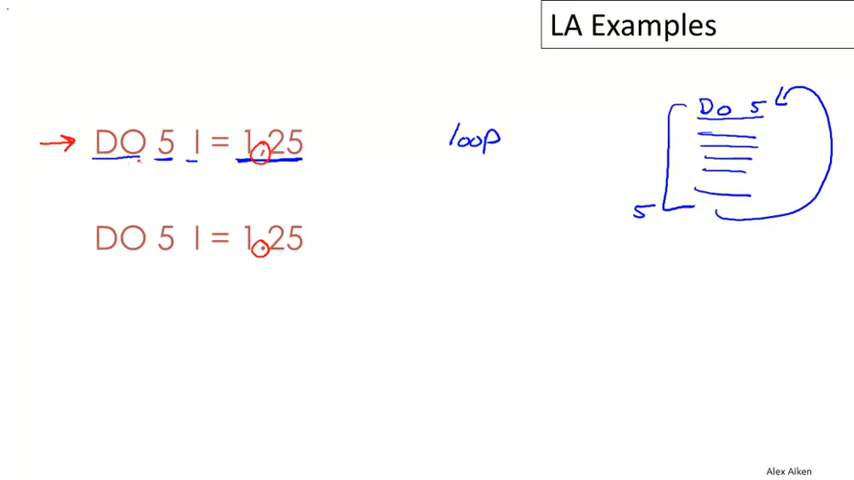 LA Examples
DO 5
DO 5 I = 1,25
loop
5
DO 5 I = 1.25
Alex Aiken